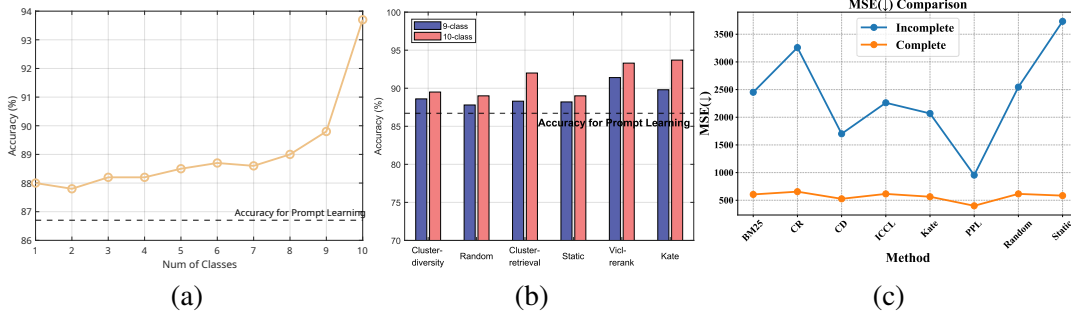 94
93
92
91
90
89
88
87
86
Accuracy (%)
Accuracy for Prompt Learning
1 2 3 4 5 6 7 8 9 10
Num of Classes
(a)
9-class
10-class
100
95
90
85
80
75
70
Accuracy (%)
Accuracy for Prompt Learning
Cluster-
diversity
Random
Cluster-
retrieval
Static
Vicl-
rerank
Kate
(b)
MSE(↓) Comparison
Incomplete
Complete
3500
3000
2500
2000
1500
1000
500
MSE(↓)
BM25
CR
CD
ICCL
Kate
PPL
Random
Static
Method
(c)